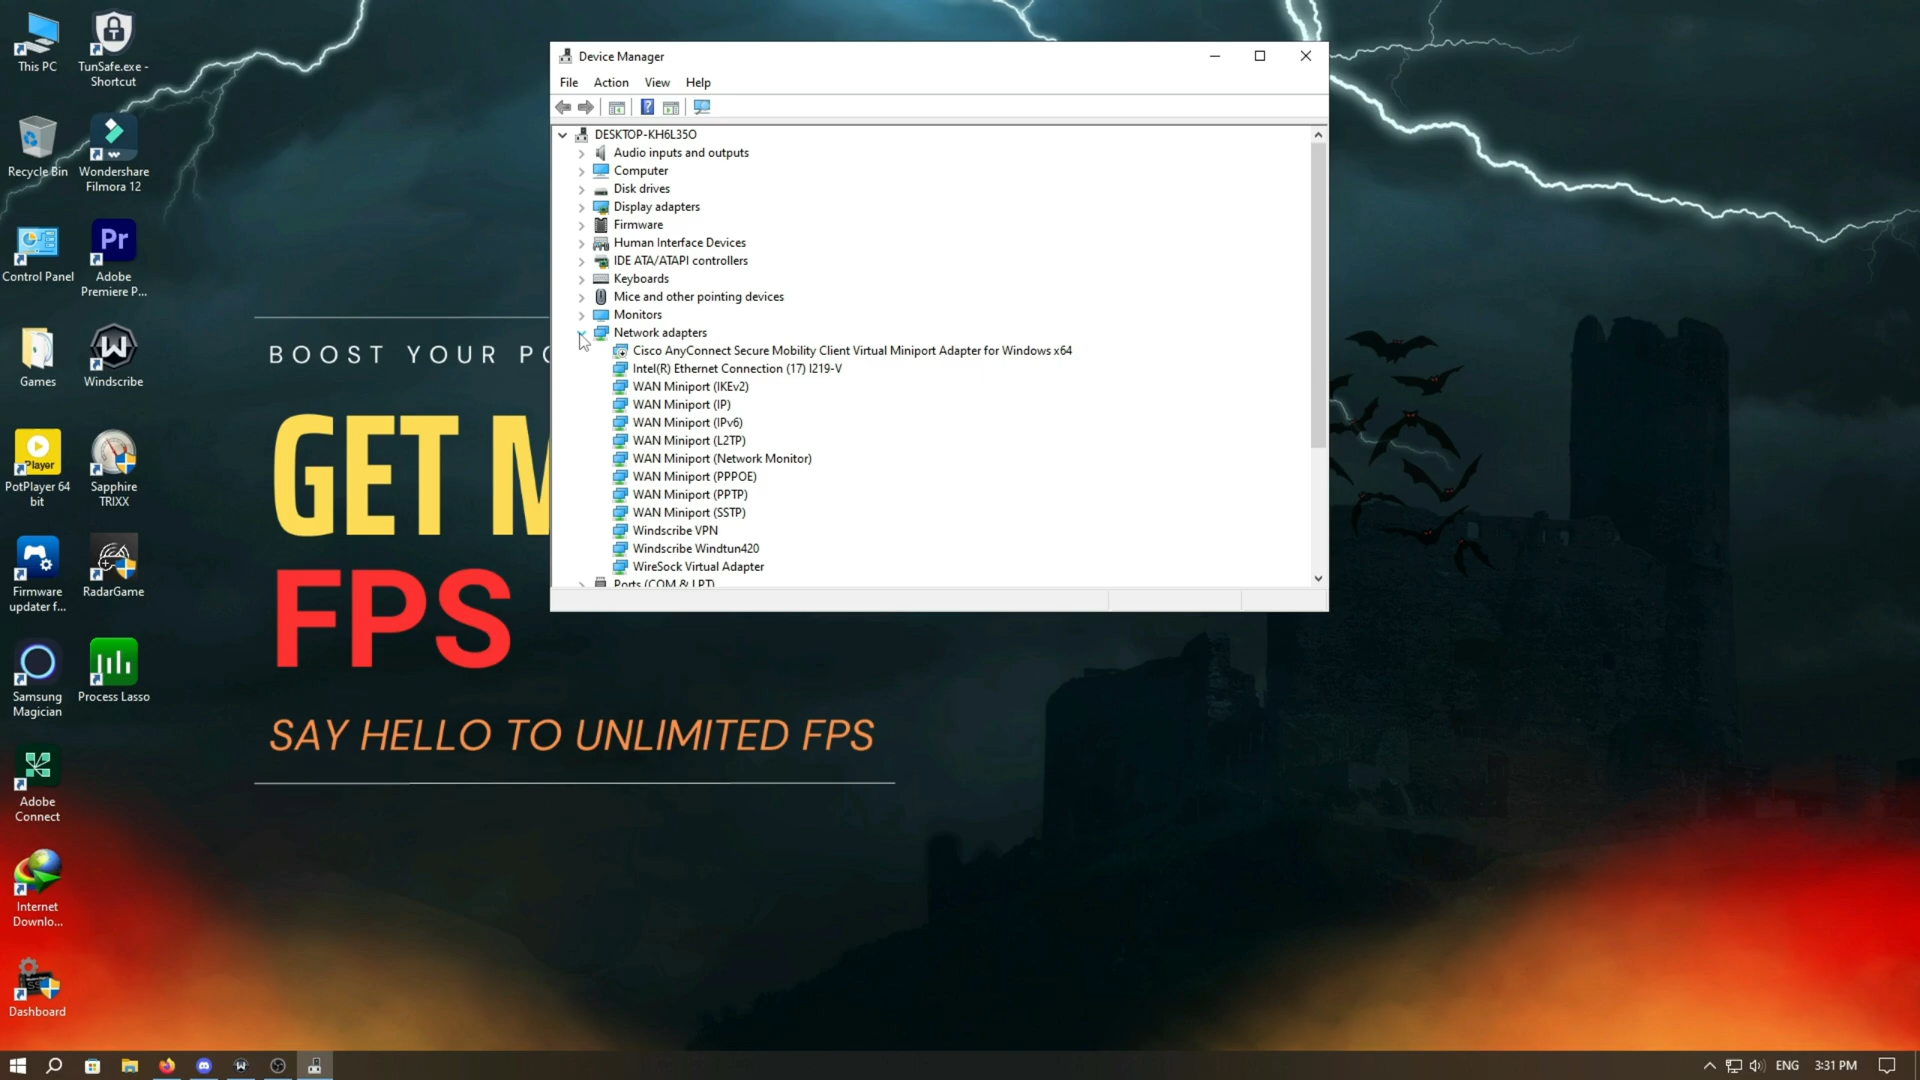 This PC
TunSafe.exe -
Shortcut
Recycle Bin
Wondershare
Filmora 12
Control Panel
Pr
Adobe
Premiere P...
Games
Windscribe
Player
PotPlayer 64
bit
Sapphire
TRIXX
Firmware
updater f...
RadarGame
Samsung
Magician
Process Lasso
Adobe
Connect
Internet
Downlo...
Dashboard
BOOST YOUR PC
GET M
FPS
SAY HELLO TO UNLIMITED FPS
Device Manager
File Action View Help
DESKTOP-KH6L35O
Audio inputs and outputs
Computer
Disk drives
Display adapters
Firmware
Human Interface Devices
IDE ATA/ATAPI controllers
Keyboards
Mice and other pointing devices
Monitors
Network adapters
Cisco AnyConnect Secure Mobility Client Virtual Miniport Adapter for Windows x64
Intel(R) Ethernet Connection (17) I219-V
WAN Miniport (IKEv2)
WAN Miniport (IP)
WAN Miniport (IPv6)
WAN Miniport (L2TP)
WAN Miniport (Network Monitor)
WAN Miniport (PPPOE)
WAN Miniport (PPTP)
WAN Miniport (SSTP)
Windscribe VPN
Windscribe Windtun420
WireSock Virtual Adapter
Ports (COM & LPT)
ENG
3:31 PM